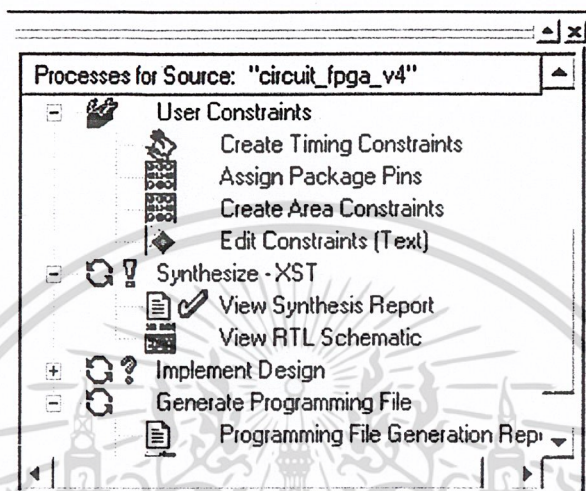 Processes for Source: "circuit_fpga_v4"
User Constraints
Create Timing Constraints
Assign Package Pins
Create Area Constraints
Edit Constraints (Text)
Synthesize - XST
View Synthesis Report
View RTL Schematic
Implement Design
Generate Programming File
Programming File Generation Rep